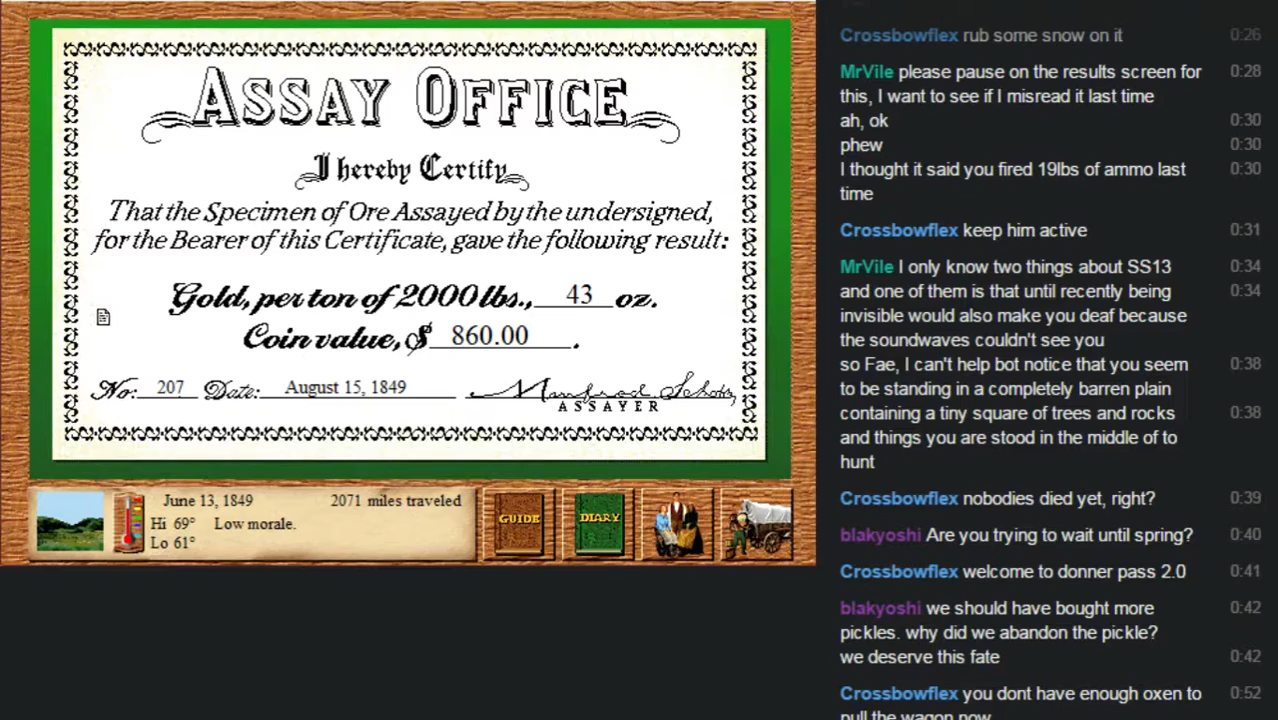 ASSAY OFFICE
I hereby Certify
That the Specimen of Ore Assayed by the undersigned,
for the Bearer of this Certificate, gave the following result:
Gold, per ton of 2000 lbs., 43 oz.
Coin value, $ 860.00 .
No: 207 Date: August 15, 1849
ASSAYER
June 13, 1849 2071 miles traveled
Hi 69° Low morale.
Lo 61°
GUIDE
DIARY
Crossbowflex rub some snow on it 0:26
MrVile please pause on the results screen for 0:28
this, I want to see if I misread it last time
ah, ok 0:30
phew 0:30
I thought it said you fired 19lbs of ammo last 0:30
time
Crossbowflex keep him active 0:31
MrVile I only know two things about SS13 0:34
and one of them is that until recently being 0:34
invisible would also make you deaf because
the soundwaves couldn't see you
so Fae, I can't help bot notice that you seem 0:38
to be standing in a completely barren plain
containing a tiny square of trees and rocks 0:38
and things you are stood in the middle of to
hunt
Crossbowflex nobodies died yet, right? 0:39
blakyoshi Are you trying to wait until spring? 0:40
Crossbowflex welcome to donner pass 2.0 0:41
blakyoshi we should have bought more 0:42
pickles. why did we abandon the pickle?
we deserve this fate 0:42
Crossbowflex you dont have enough oxen to 0:52
pull the wagon now